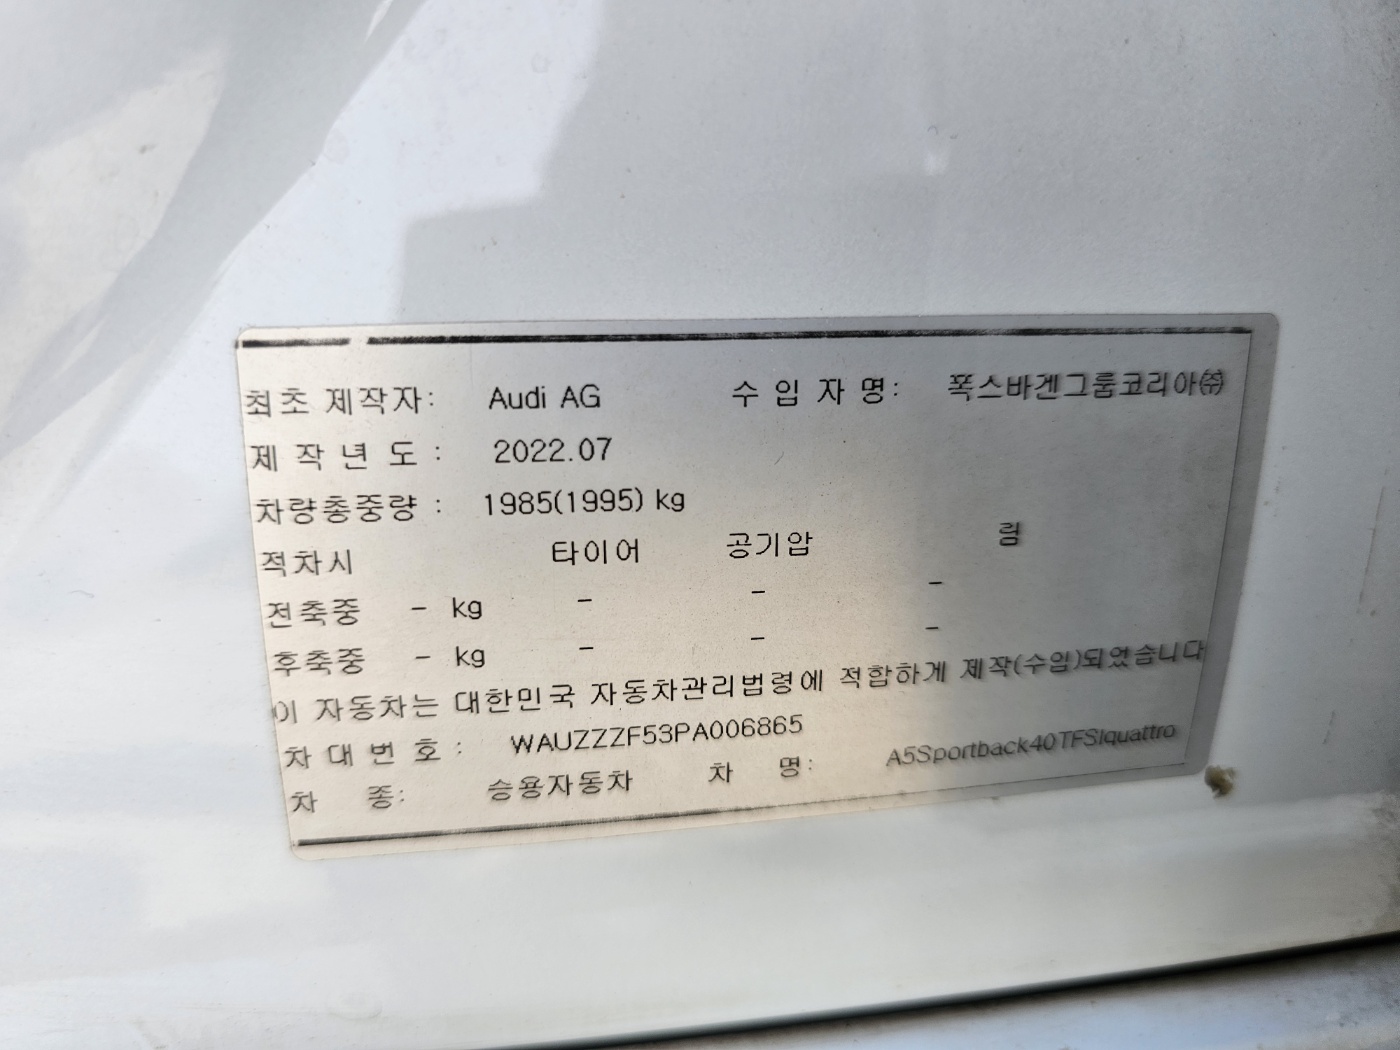 최초 제작자: Audi AG 수 입 자 명: 폭스바겐그룹코리아㈜
제 작 년 도 : 2022.07
차량총중량 : 1985(1995) kg
적차시 타이어 공기압 림
전축중 - kg - - -
후축중 - kg - - -
이 자동차는 대한민국 자동차관리법령에 적합하게 제작(수입)되었습니다
차 대 번 호 : WAUZZZF53PA006865
차 종: 승용자동차 차 명: A5Sportback40TFSIquattro